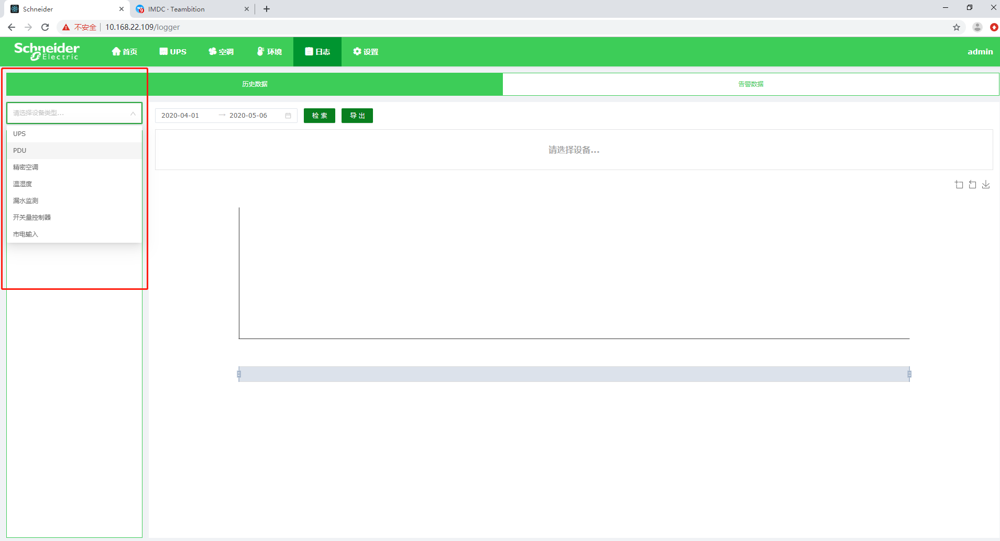 Schneider
IMDC · Teambition
不安全
10.168.22.109/logger
Schneider Electric
首页
UPS
空调
环境
日志
设置
admin
历史数据
告警数据
请选择设备类型...
2020-04-01 → 2020-05-06
检 索
导 出
UPS
PDU
精密空调
温湿度
漏水监测
开关量控制器
市电输入
请选择设备...